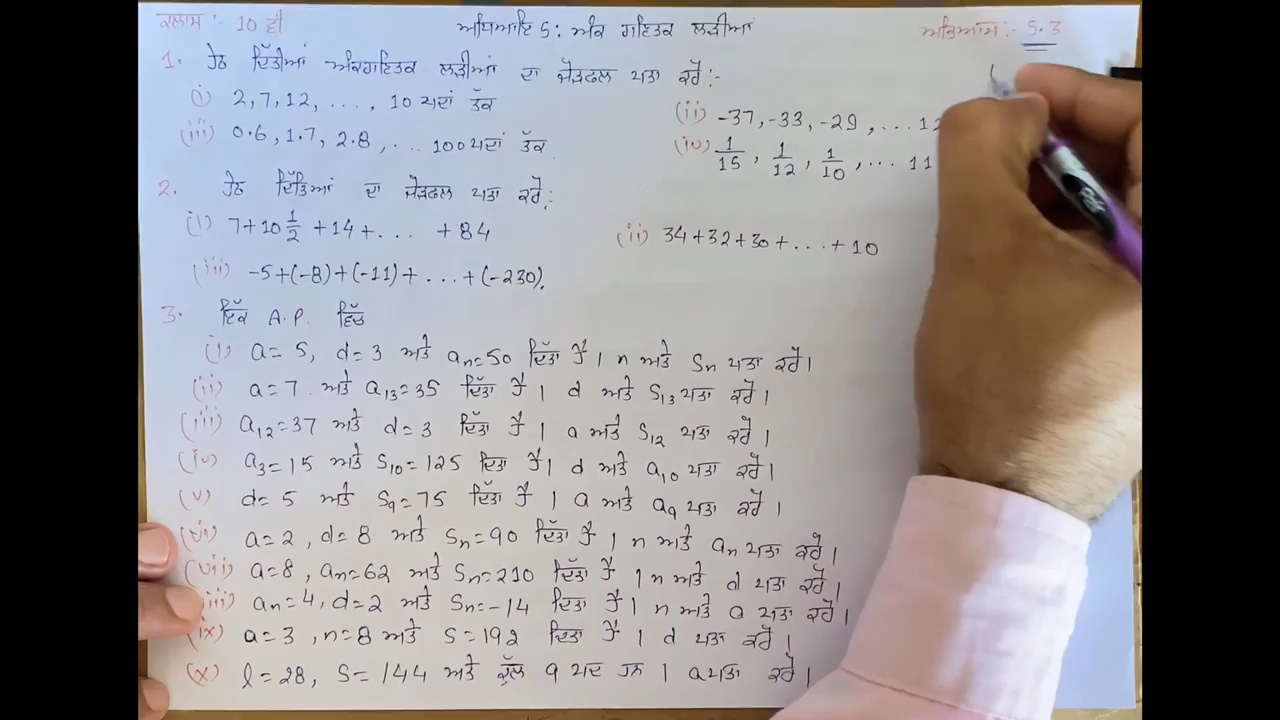 ਕਲਾਸ :- 10 ਵੀਂ ਅਧਿਆਇ 5 : ਅੰਕ ਗਣਿਤਕ ਲੜੀਆਂ ਅਭਿਆਸ :- 5.3
1. ਹੇਠ ਦਿੱਤੀਆਂ ਅੰਕਗਣਿਤਕ ਲੜੀਆਂ ਦਾ ਜੋੜਫਲ ਪਤਾ ਕਰੋ :-
(i) 2, 7, 12, ...., 10 ਪਦਾਂ ਤੱਕ (ii) -37, -33, -29, ... 12
(iii) 0.6, 1.7, 2.8, ... 100 ਪਦਾਂ ਤੱਕ (iv) 1/15, 1/12, 1/10, ... 11
2. ਹੇਠ ਦਿੱਤਿਆਂ ਦਾ ਜੋੜਫਲ ਪਤਾ ਕਰੋ :
(i) 7 + 10 1/2 + 14 + ... + 84 (ii) 34 + 32 + 30 + ... + 10
(iii) -5 + (-8) + (-11) + ... + (-230).
3. ਇੱਕ A.P. ਵਿੱਚ
(i) a = 5, d = 3 ਅਤੇ aₙ = 50 ਦਿੱਤਾ ਹੈ । n ਅਤੇ Sₙ ਪਤਾ ਕਰੋ ।
(ii) a = 7 ਅਤੇ a₁₃ = 35 ਦਿੱਤਾ ਹੈ । d ਅਤੇ S₁₃ ਪਤਾ ਕਰੋ ।
(iii) a₁₂ = 37 ਅਤੇ d = 3 ਦਿੱਤਾ ਹੈ । a ਅਤੇ S₁₂ ਪਤਾ ਕਰੋ ।
(iv) a₃ = 15 ਅਤੇ S₁₀ = 125 ਦਿਤਾ ਹੈ । d ਅਤੇ a₁₀ ਪਤਾ ਕਰੋ ।
(v) d = 5 ਅਤੇ S₉ = 75 ਦਿੱਤਾ ਹੈ । a ਅਤੇ a₉ ਪਤਾ ਕਰੋ ।
(vi) a = 2, d = 8 ਅਤੇ Sₙ = 90 ਦਿੱਤਾ ਹੈ । n ਅਤੇ aₙ ਪਤਾ ਕਰੋ ।
(vii) a = 8, aₙ = 62 ਅਤੇ Sₙ = 210 ਦਿੱਤਾ ਹੈ । n ਅਤੇ d ਪਤਾ ਕਰੋ ।
iii) aₙ = 4, d = 2 ਅਤੇ Sₙ = -14 ਦਿੱਤਾ ਹੈ । n ਅਤੇ a ਪਤਾ ਕਰੋ ।
(ix) a = 3, n = 8 ਅਤੇ S = 192 ਦਿਤਾ ਹੈ । d ਪਤਾ ਕਰੋ ।
(x) l = 28, S = 144 ਅਤੇ ਕੁੱਲ 9 ਪਦ ਹਨ । a ਪਤਾ ਕਰੋ ।